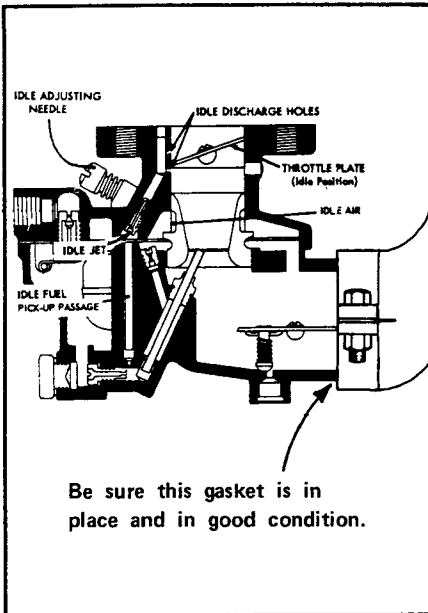 IDLE ADJUSTING
NEEDLE
IDLE DISCHARGE HOLES
THROTTLE PLATE
(Idle Position)
IDLE AIR
IDLE JET
IDLE FUEL
PICK-UP PASSAGE
Be sure this gasket is in
place and in good condition.